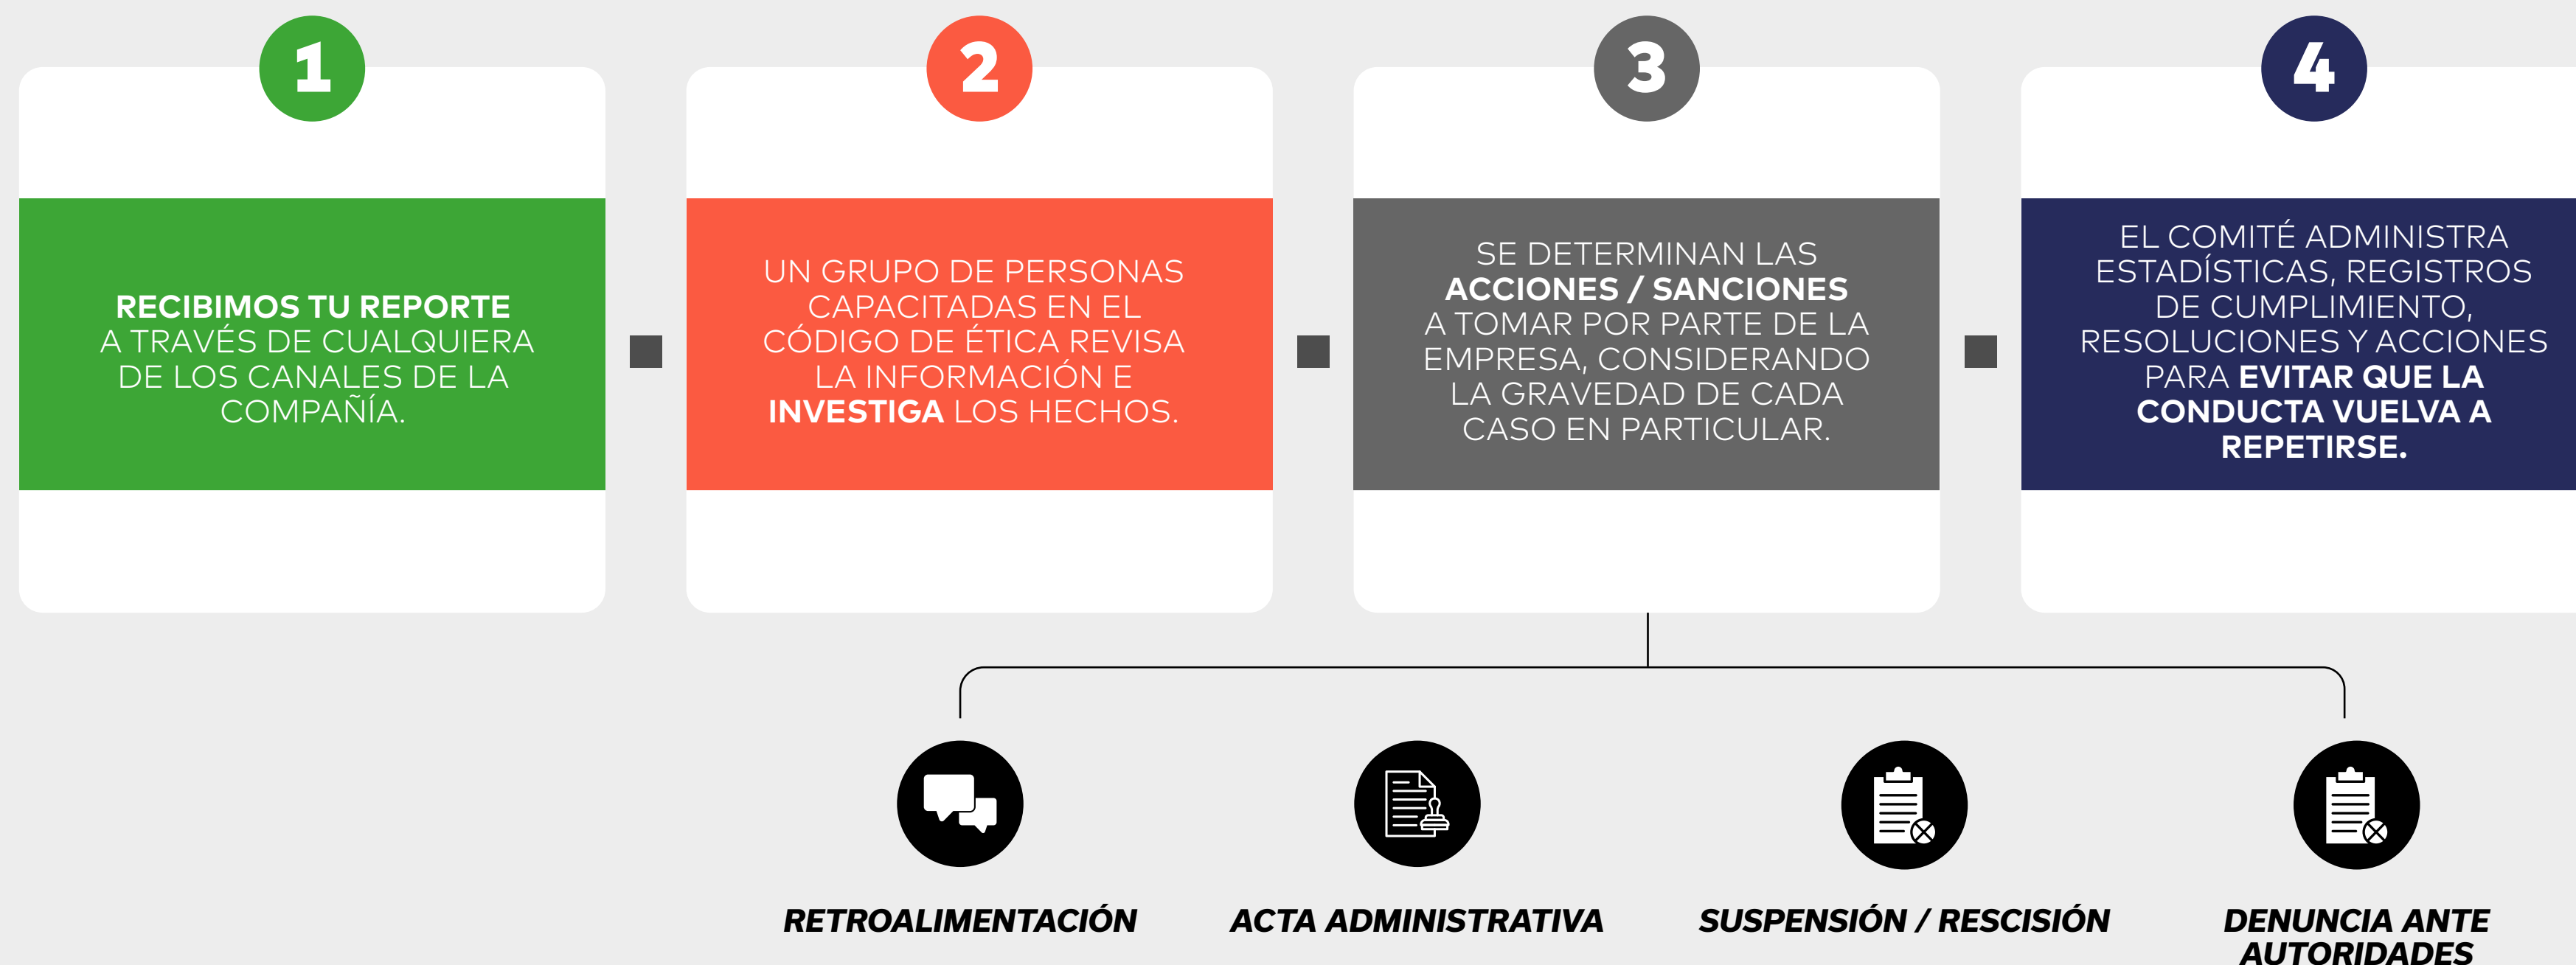 1
RECIBIMOS TU REPORTE
A TRAVÉS DE CUALQUIERA
DE LOS CANALES DE LA
COMPAÑÍA.
2
UN GRUPO DE PERSONAS
CAPACITADAS EN EL
CÓDIGO DE ÉTICA REVISA
LA INFORMACIÓN E
INVESTIGA LOS HECHOS.
3
SE DETERMINAN LAS
ACCIONES / SANCIONES
A TOMAR POR PARTE DE LA
EMPRESA, CONSIDERANDO
LA GRAVEDAD DE CADA
CASO EN PARTICULAR.
4
EL COMITÉ ADMINISTRA
ESTADÍSTICAS, REGISTROS
DE CUMPLIMIENTO,
RESOLUCIONES Y ACCIONES
PARA EVITAR QUE LA
CONDUCTA VUELVA A
REPETIRSE.
RETROALIMENTACIÓN
ACTA ADMINISTRATIVA
SUSPENSIÓN / RESCISIÓN
DENUNCIA ANTE
AUTORIDADES